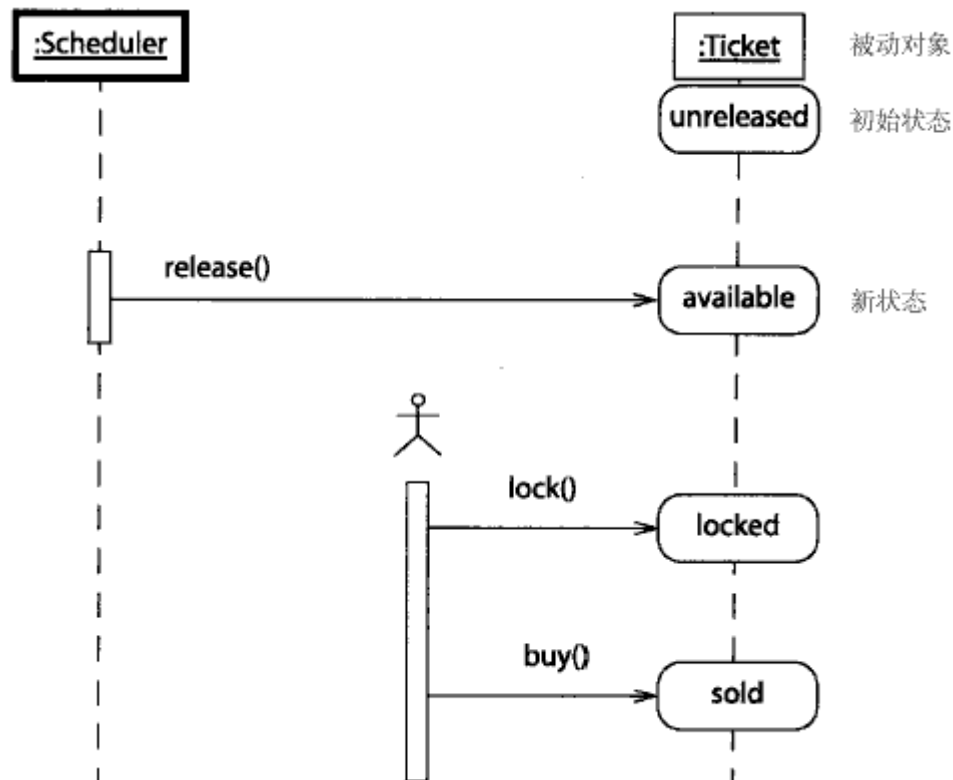 :Scheduler
:Ticket
被动对象
unreleased
初始状态
release()
available
新状态
lock()
locked
buy()
sold